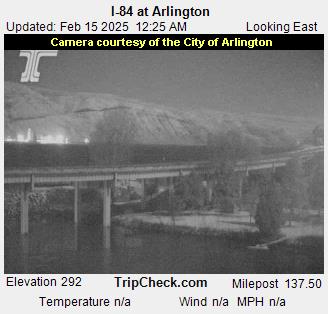 I-84 at Arlington
Updated: Feb 15 2025 12:25 AM Looking East
Camera courtesy of the City of Arlington
Elevation 292 TripCheck.com Milepost 137.50
Temperature n/a Wind n/a MPH n/a